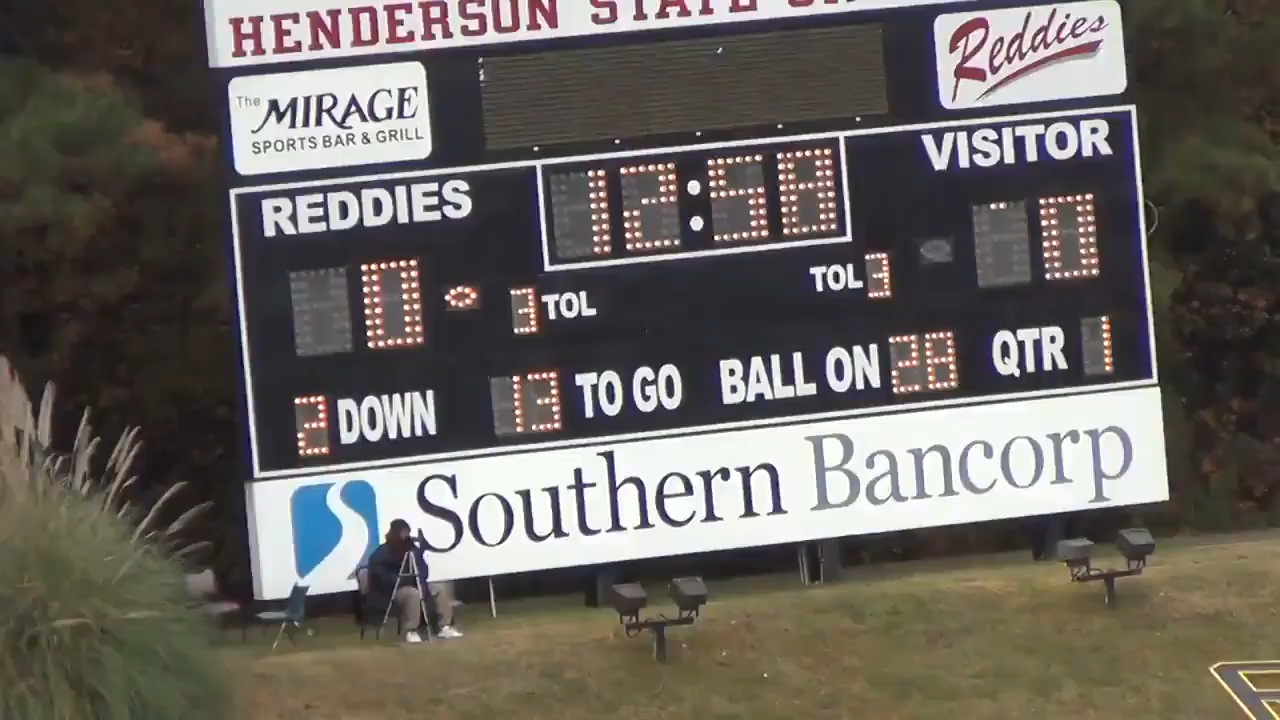 HENDERSON STATE
The MIRAGE
SPORTS BAR & GRILL
Reddies
REDDIES
12:58
VISITOR
0
3 TOL
TOL 3
0
2 DOWN
13 TO GO
BALL ON 28
QTR 1
Southern Bancorp